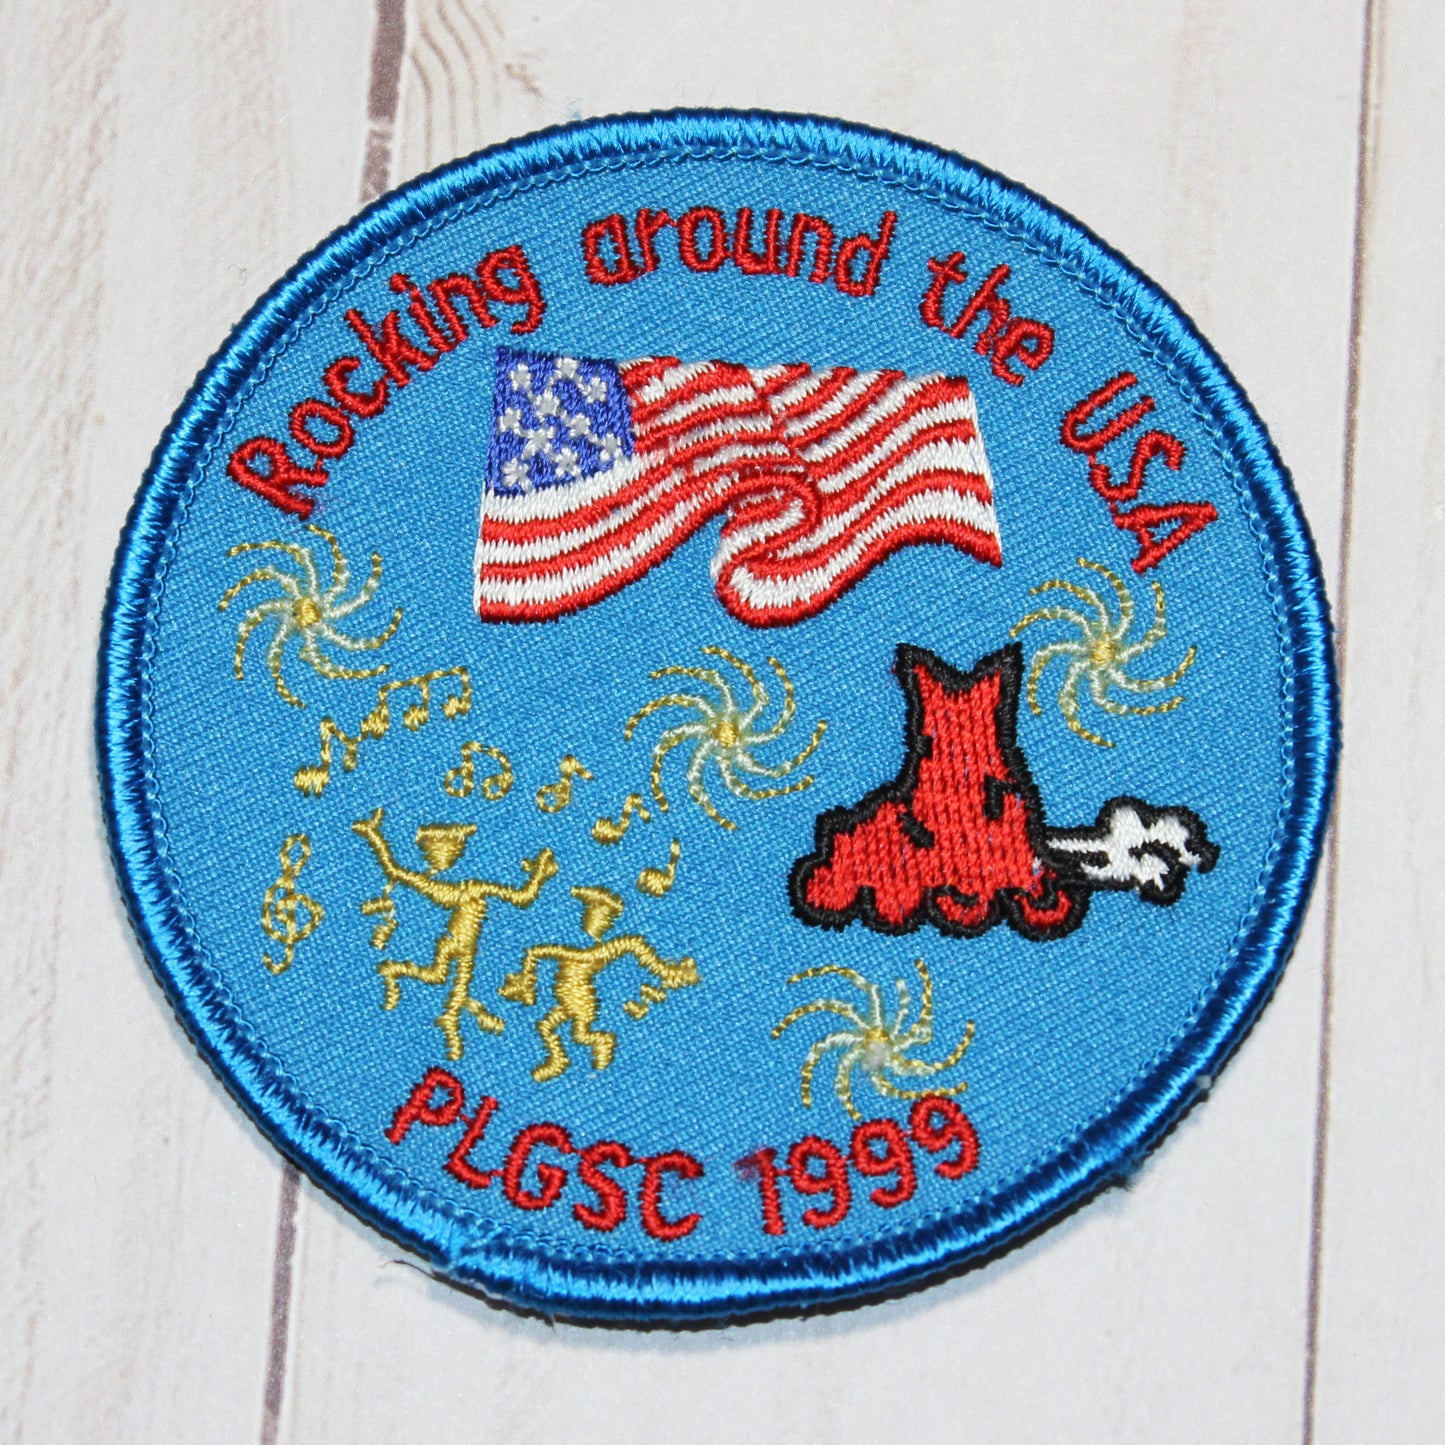 Rocking around the USA
PLGSC 1999